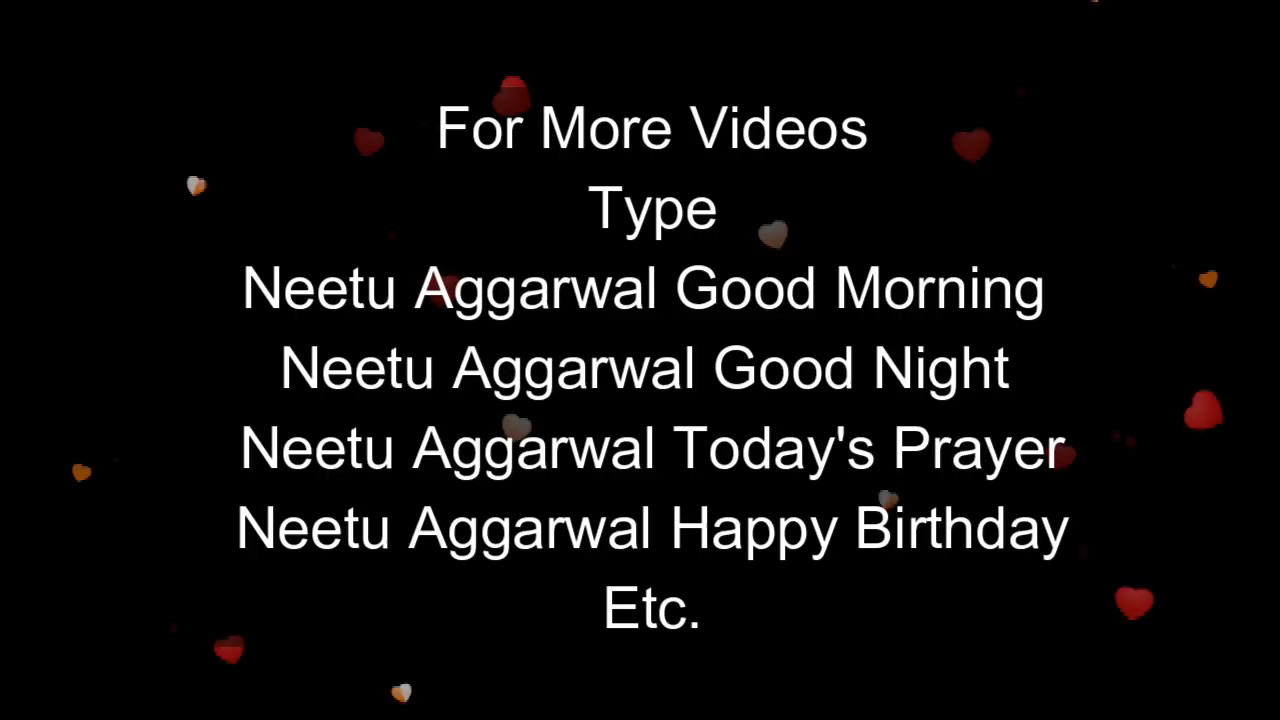 For More Videos
Type
Neetu Aggarwal Good Morning
Neetu Aggarwal Good Night
Neetu Aggarwal Today's Prayer
Neetu Aggarwal Happy Birthday
Etc.